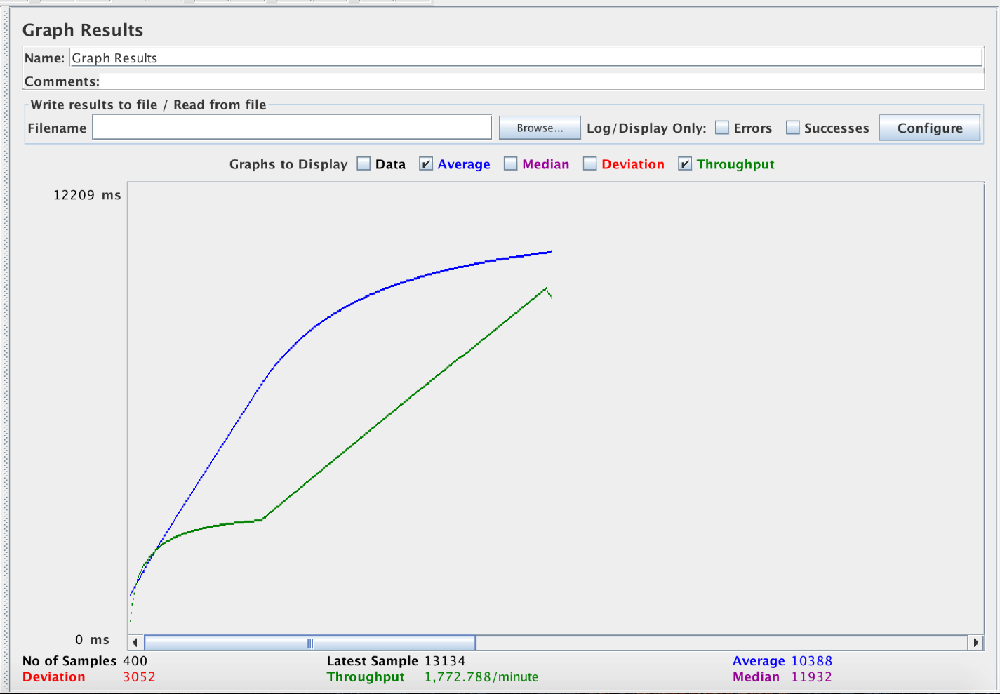 Graph Results
Name: Graph Results
Comments:
Write results to file / Read from file
Filename Browse... Log/Display Only: Errors Successes Configure
Graphs to Display Data Average Median Deviation Throughput
12209 ms
0 ms
No of Samples 400 Latest Sample 13134 Average 10388
Deviation 3052 Throughput 1,772.788/minute Median 11932